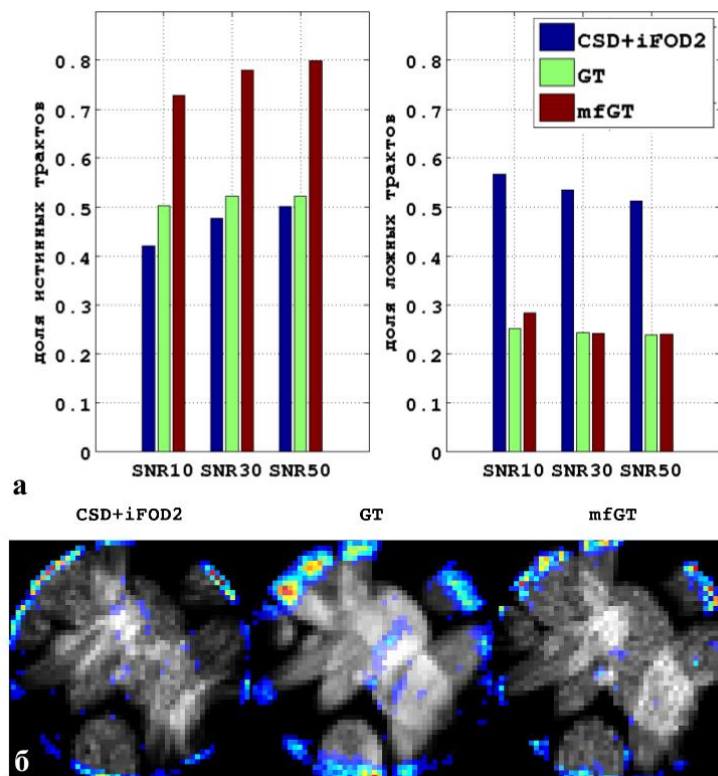 доля истинных трактов
0.8
0.7
0.6
0.5
0.4
0.3
0.2
0.1
0
SNR10 SNR30 SNR50
доля ложных трактов
0.8
0.7
0.6
0.5
0.4
0.3
0.2
0.1
0
SNR10 SNR30 SNR50
CSD+iFOD2
GT
mfGT
а
CSD+iFOD2 GT mfGT
б